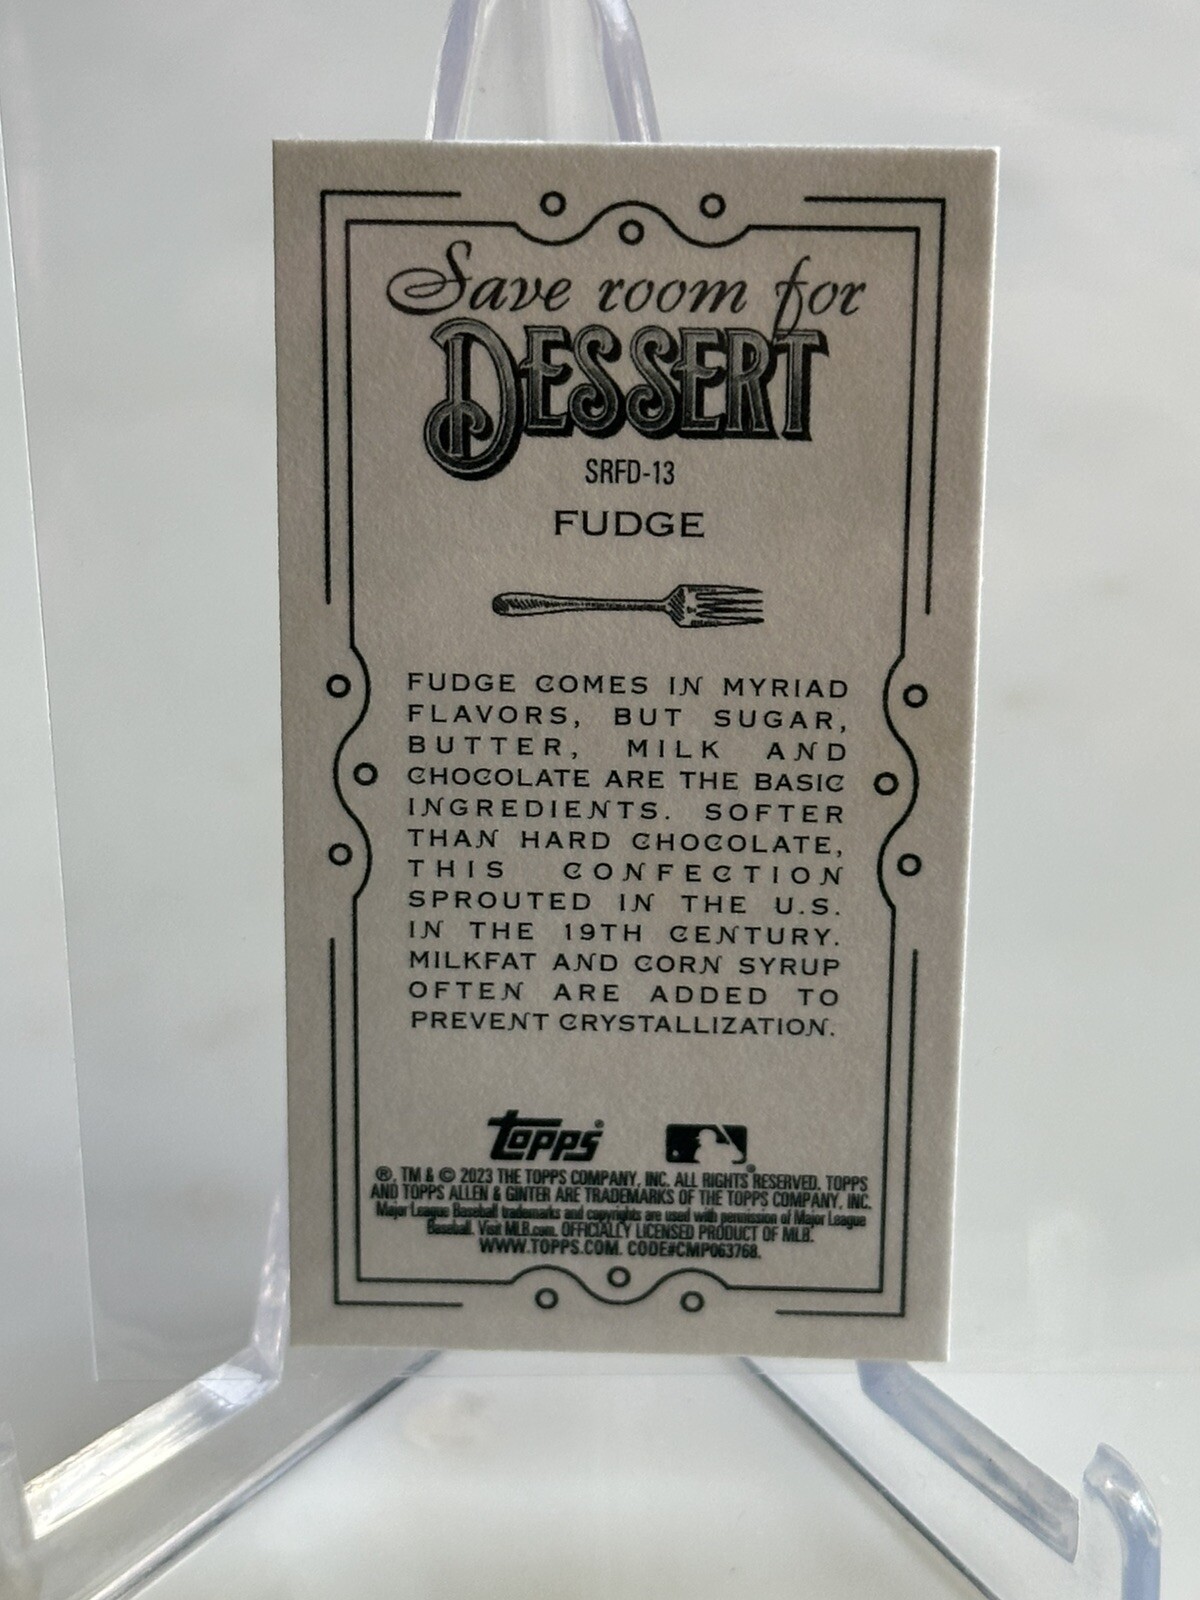 Save room for
DESSERT
SRFD-13
FUDGE
FUDGE COMES IN MYRIAD
FLAVORS, BUT SUGAR,
BUTTER, MILK AND
CHOCOLATE ARE THE BASIC
INGREDIENTS. SOFTER
THAN HARD CHOCOLATE,
THIS CONFECTION
SPROUTED IN THE U.S.
IN THE 19TH CENTURY.
MILKFAT AND CORN SYRUP
OFTEN ARE ADDED TO
PREVENT CRYSTALLIZATION.
topps®
®, TM & © 2023 THE TOPPS COMPANY, INC. ALL RIGHTS RESERVED. TOPPS
AND TOPPS ALLEN & GINTER ARE TRADEMARKS OF THE TOPPS COMPANY, INC.
Major League Baseball trademarks and copyrights are used with permission of Major League
Baseball. Visit MLB.com. OFFICIALLY LICENSED PRODUCT OF MLB.
WWW.TOPPS.COM. CODE#CMP063768.